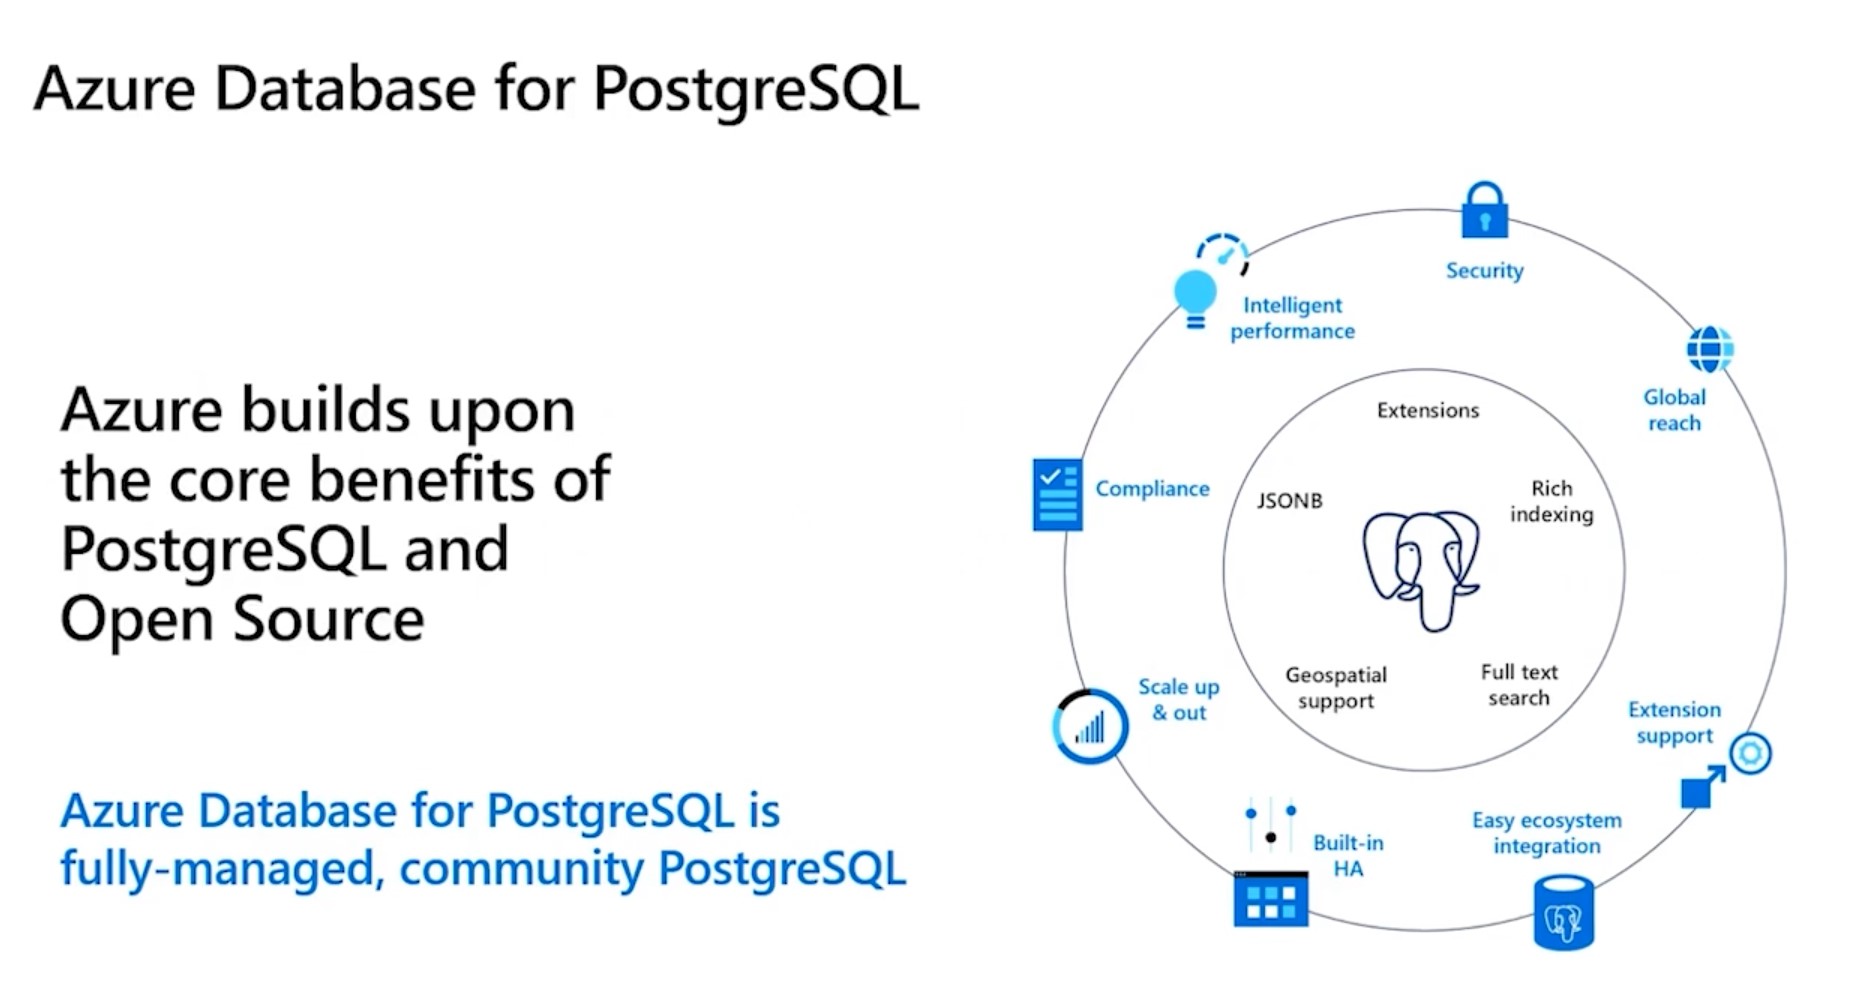 Azure Database for PostgreSQL
Azure builds upon
the core benefits of
PostgreSQL and
Open Source
Azure Database for PostgreSQL is
fully-managed, community PostgreSQL
Security
Intelligent
performance
Global
reach
Compliance
Extensions
JSONB
Rich
indexing
Geospatial
support
Full text
search
Scale up
& out
Extension
support
Built-in
HA
Easy ecosystem
integration